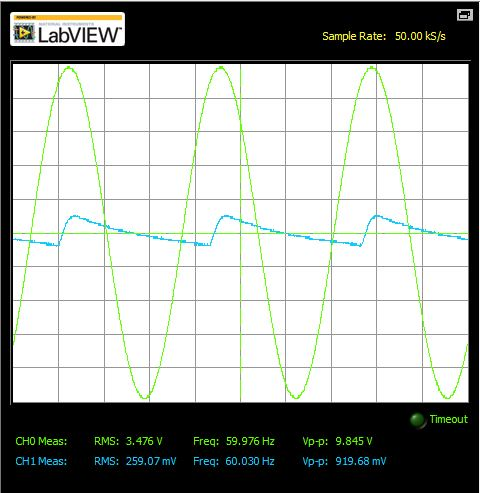 POWERED BY
NATIONAL INSTRUMENTS
LabVIEW™
Sample Rate: 50.00 kS/s
Timeout
CH0 Meas: RMS: 3.476 V Freq: 59.976 Hz Vp-p: 9.845 V
CH1 Meas: RMS: 259.07 mV Freq: 60.030 Hz Vp-p: 919.68 mV